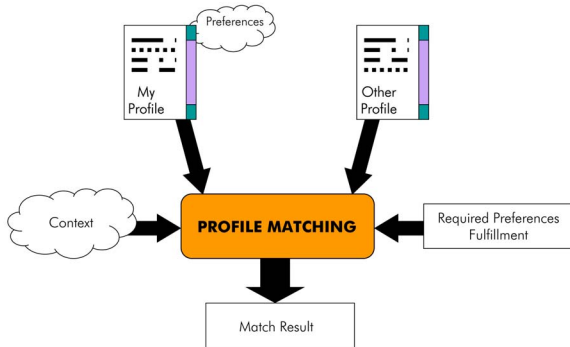 Preferences
My
Profile
Other
Profile
Context
PROFILE MATCHING
Required Preferences
Fulfillment
Match Result